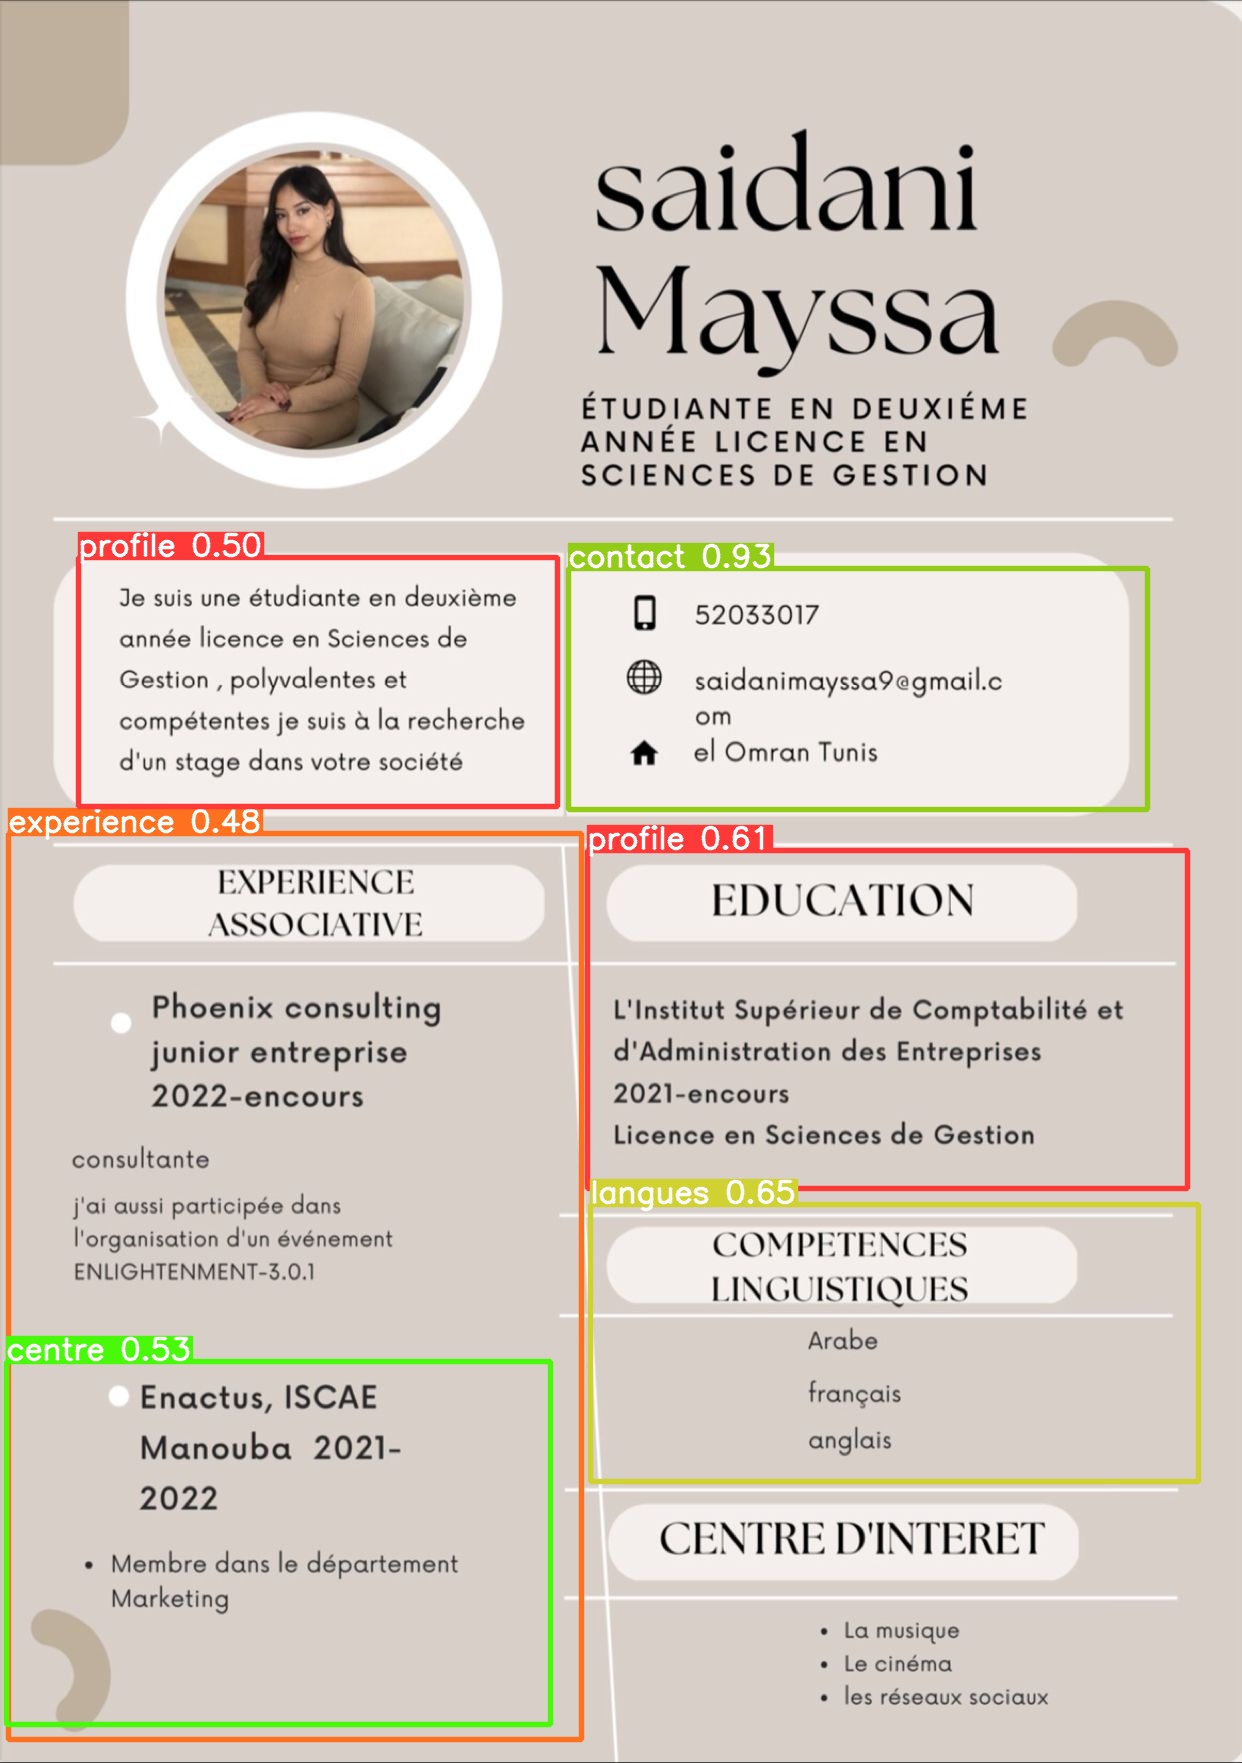 saidani
Mayssa
ÉTUDIANTE EN DEUXIÉME
ANNÉE LICENCE EN
SCIENCES DE GESTION
profile 0.50
Je suis une étudiante en deuxième
année licence en Sciences de
Gestion , polyvalentes et
compétentes je suis à la recherche
d'un stage dans votre société
contact 0.93
52033017
saidanimayssa9@gmail.c
om
el Omran Tunis
experience 0.48
EXPERIENCE
ASSOCIATIVE
Phoenix consulting
junior entreprise
2022-encours
consultante
j'ai aussi participée dans
l'organisation d'un événement
ENLIGHTENMENT-3.0.1
centre 0.53
Enactus, ISCAE
Manouba 2021-
2022
• Membre dans le département
Marketing
profile 0.61
EDUCATION
L'Institut Supérieur de Comptabilité et
d'Administration des Entreprises
2021-encours
Licence en Sciences de Gestion
langues 0.65
COMPETENCES
LINGUISTIQUES
Arabe
français
anglais
CENTRE D'INTERET
• La musique
• Le cinéma
• les réseaux sociaux